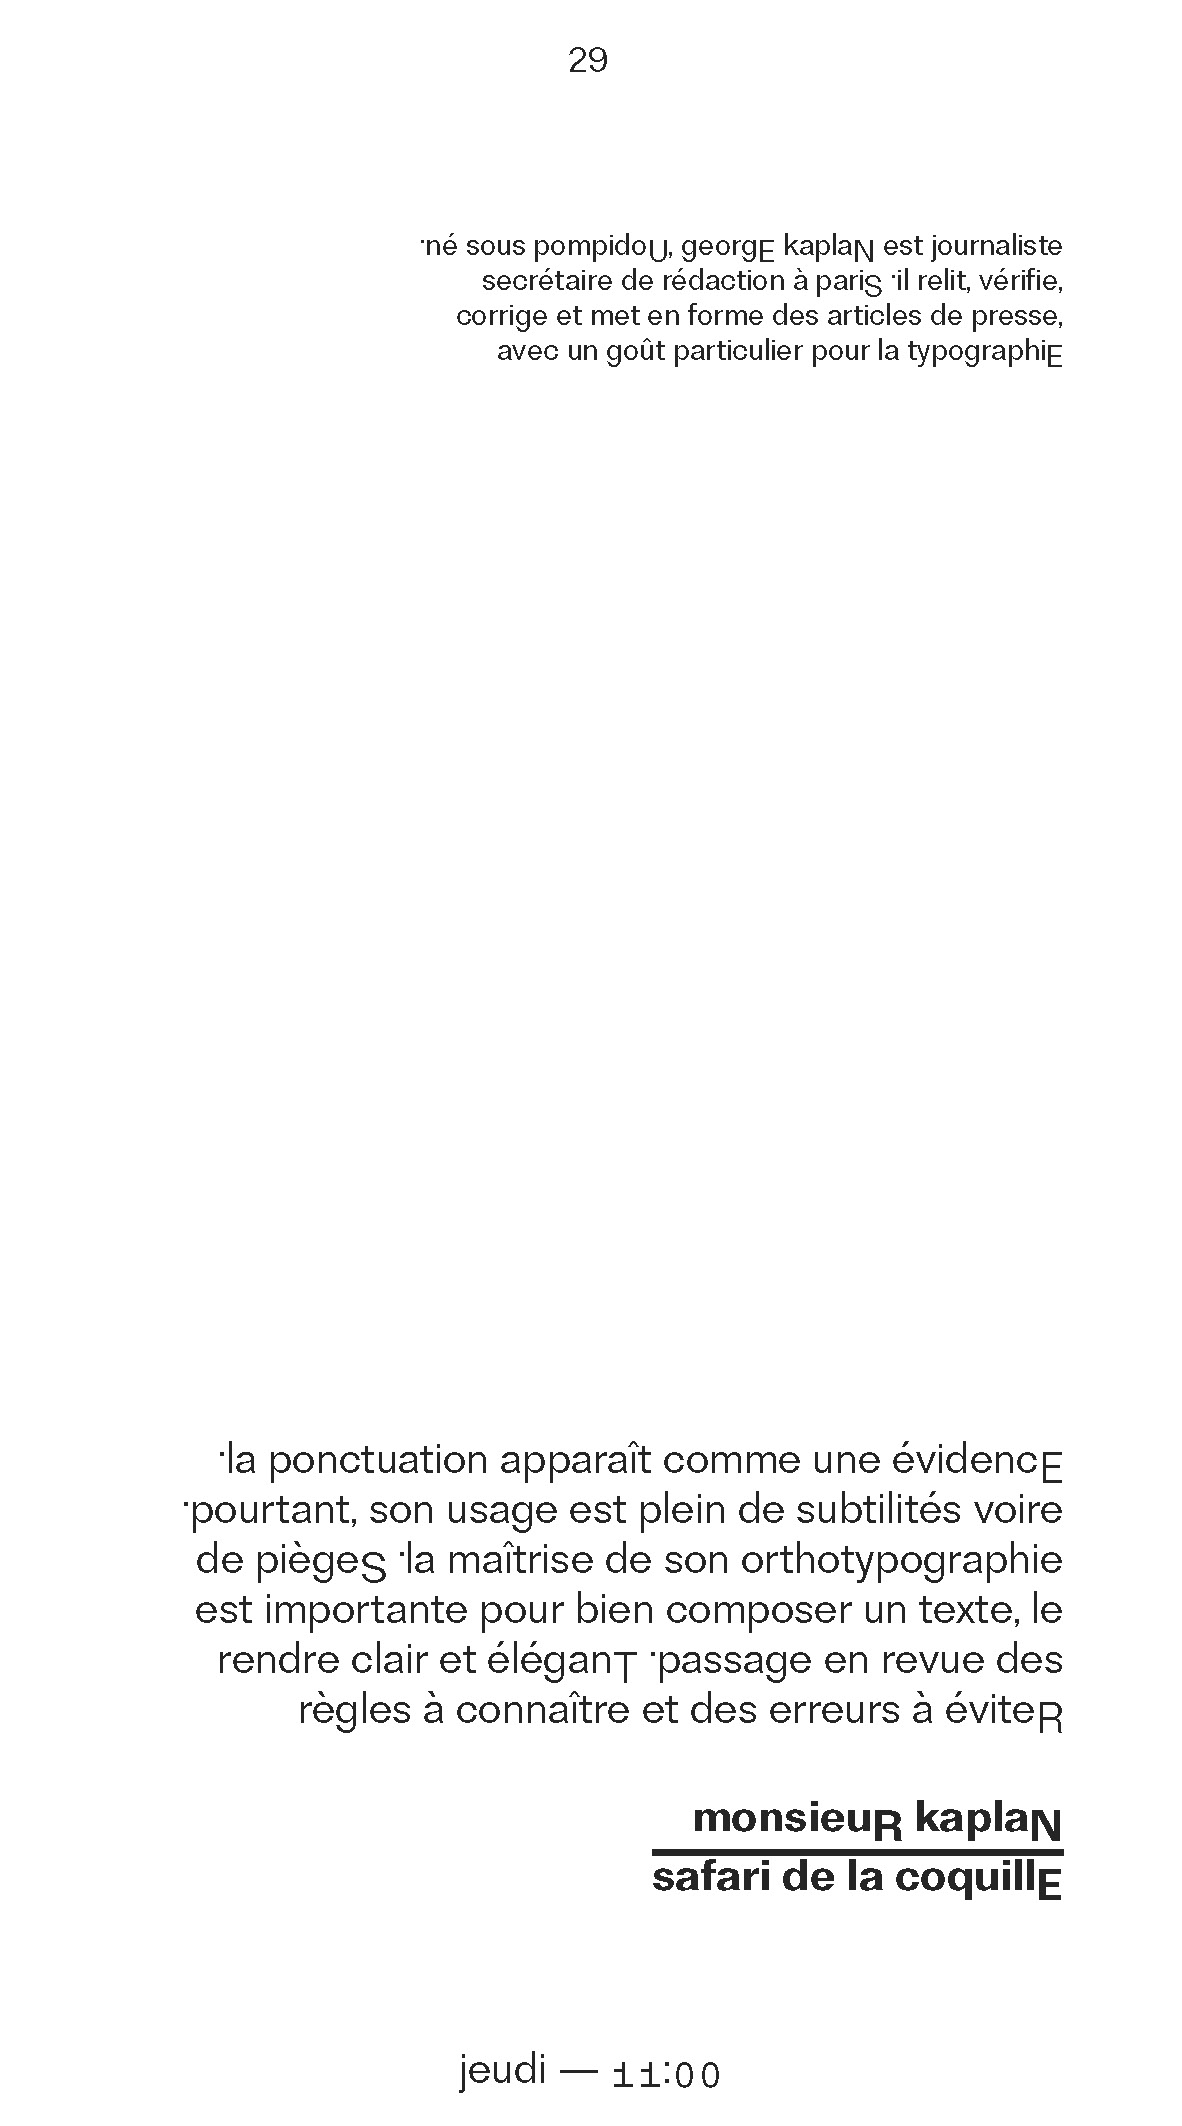 29
·né sous pompidoU, georgE kaplaN est journaliste
secrétaire de rédaction à pariS ·il relit, vérifie,
corrige et met en forme des articles de presse,
avec un goût particulier pour la typographiE
·la ponctuation apparaît comme une évidencE
·pourtant, son usage est plein de subtilités voire
de piègeS ·la maîtrise de son orthotypographie
est importante pour bien composer un texte, le
rendre clair et éléganT ·passage en revue des
règles à connaître et des erreurs à éviteR
monsieuR kaplaN
safari de la coquillE
jeudi — 11:00